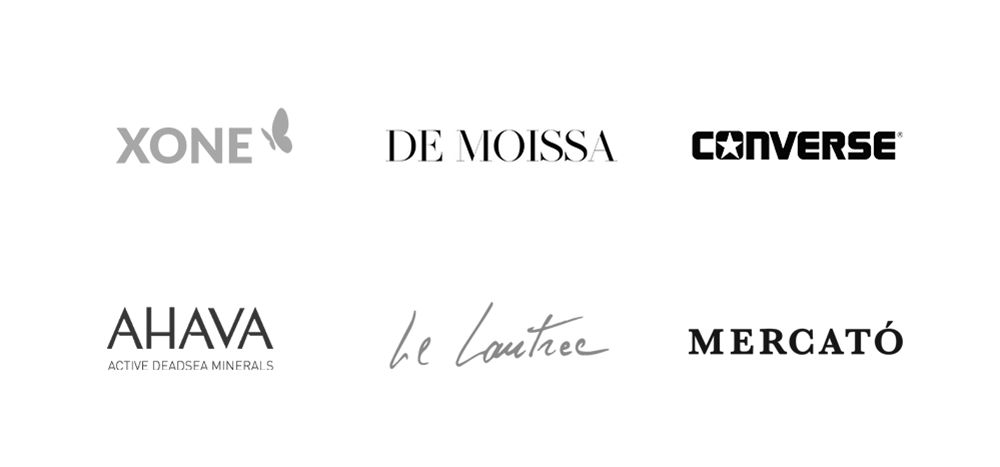 XONE
DE MOISSA
CONVERSE®
AHAVA
ACTIVE DEADSEA MINERALS
Le Lautrec
MERCATÓ